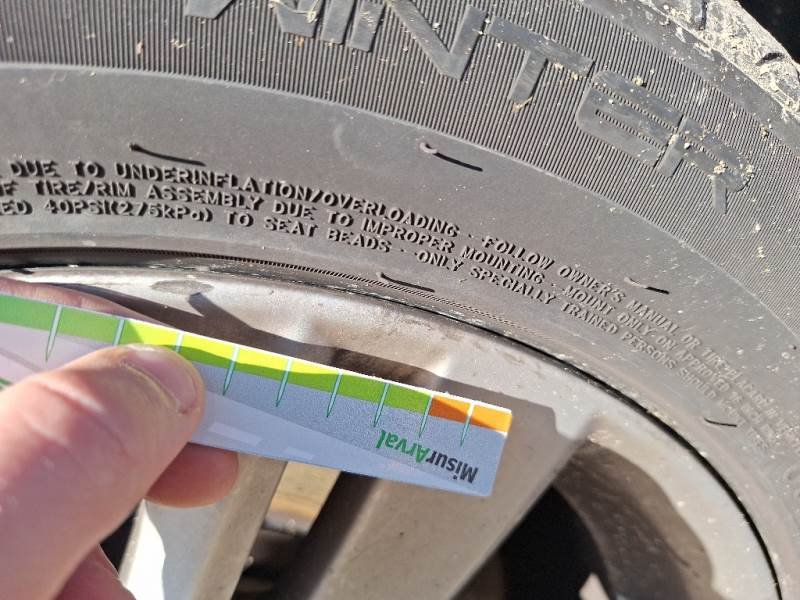 WINTER
DUE TO UNDERINFLATION/OVERLOADING · FOLLOW OWNER'S MANUAL OR
OF TIRE/RIM ASSEMBLY DUE TO IMPROPER MOUNTING · MOUNT ONLY ON APPROVED
ED 40PSI(275kPa) TO SEAT BEADS · ONLY SPECIALLY TRAINED PERSONS SHOULD
MisurArval